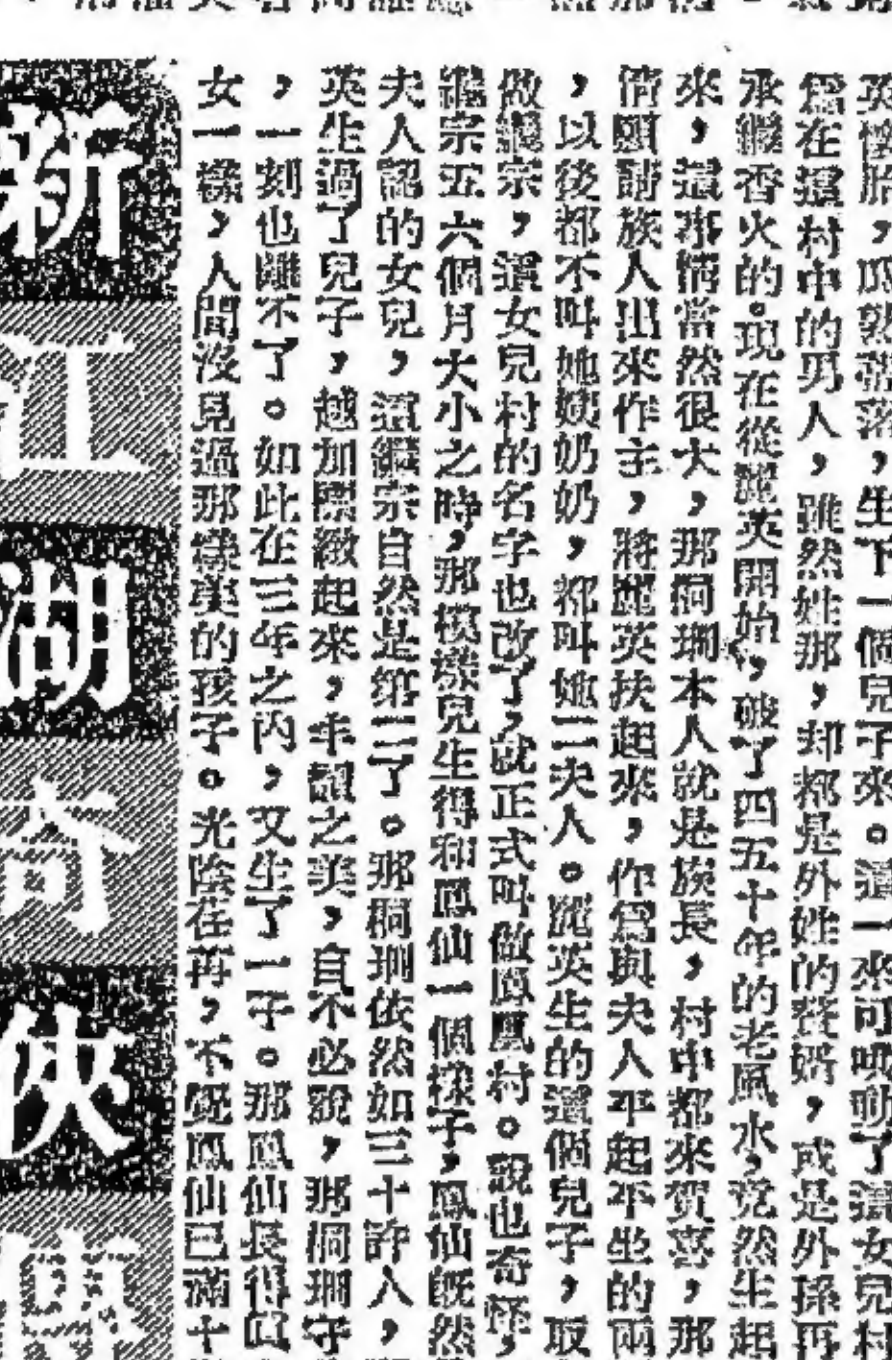 英懷胎，瓜熟蒂落，生下一個兒子來。這一來可哄動了這女兒村
爲在這村中的男人，雖然姓那，却都是外姓的贅婿，或是外孫再
承繼香火的。現在從麗英開始，破了四五十年的老風水，竟然生起
來，這事情當然很大，那桐珊本人就是族長，村中都來賀喜，那
情願請族人出來作主，將麗英扶起來，作爲與夫人平起平坐的兩
，以後都不叫她姨奶奶，都叫她二夫人。麗英生的這個兒子，取
做繼宗，這女兒村的名字也改了，就正式叫做鳳凰村。說也奇怪，
繼宗五六個月大小之時，那模樣兒生得和鳳仙一個樣子，鳳仙既然
夫人認的女兒，這繼宗自然是第二了。那桐珊依然如三十許人，
英生過了兒子，越加標緻起來，丰韻之美，自不必說，那桐珊守
，一刻也離不了。如此在三年之內，又生了一子。那鳳仙長得眞
女一樣，人間沒見過那樣美的孩子。光陰荏苒，不覺鳳仙已滿十
新江湖奇俠傳